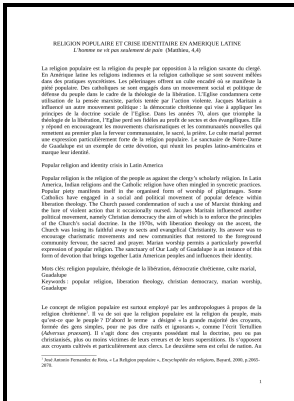 RELIGION POPULAIRE ET CRISE IDENTITAIRE EN AMERIQUE LATINE
L'homme ne vit pas seulement de pain (Matthieu, 4,4)
La religion populaire est la religion du peuple par opposition à la religion savante du clergé.
En Amérique latine les religions indiennes et la religion catholique se sont souvent mêlées
dans des pratiques syncrétistes. Les pèlerinages offrent un culte encadré où se manifeste la
piété populaire. Des catholiques se sont engagés dans un mouvement social et politique de
défense du peuple dans le cadre de la théologie de la libération. L'Eglise condamnera cette
utilisation de la pensée marxiste, parfois tentée par l'action violente. Jacques Maritain a
influencé un autre mouvement politique : la démocratie chrétienne qui vise à appliquer les
principes de la doctrine sociale de l'Eglise. Dans les années 70, alors que triomphe la
théologie de la libération, l'Eglise perd ses fidèles au profit de sectes et des évangéliques. Elle
y répond en encourageant les mouvements charismatiques et les communautés nouvelles qui
remettent au premier plan la ferveur communautaire, le sacré, la prière. Le culte marial permet
une expression particulièrement forte de la religion populaire. Le sanctuaire de Notre-Dame
de Guadalupe est un exemple de cette dévotion, qui réunit les peuples latino-américains et
marque leur identité.
Popular religion and identity crisis in Latin America
Popular religion is the religion of the people as against the clergy's scholarly religion. In Latin
America, Indian religions and the Catholic religion have often mingled in syncretic practices.
Popular piety manifests itself in the organised form of worship of pilgrimages. Some
Catholics have engaged in a social and political movement of popular defense within
liberation theology. The Church passed condemnation of such a use of Marxist thinking and
the lure of violent action that it occasionally nursed. Jacques Maritain influenced another
political movement, namely Christian democracy the aim of which is to enforce the principles
of the Church's social doctrine. In the 1970s, with liberation theology on the ascent, the
Church was losing its faithful away to sects and evangelical Christianity. Its answer was to
encourage charismatic movements and new communities that restored to the foreground
community fervour, the sacred and prayer. Marian worship permits a particularly powerful
expression of popular religion. The sanctuary of Our Lady of Guadalupe is an instance of this
form of devotion that brings together Latin American peoples and influences their identity.
Mots clés: religion populaire, théologie de la libération, démocratie chrétienne, culte marial,
Guadalupe
Keywords : popular religion, liberation theology, christian democracy, marian worship,
Guadalupe
Le concept de religion populaire est surtout employé par les anthropologues à propos de la
religion chrétienne¹. Il va de soi que la religion populaire est la religion du peuple, mais
qu'est-ce que le peuple ? D'abord le terme a désigné « la grande majorité des croyants,
formée des gens simples, pour ne pas dire naïfs et ignorants », comme l'écrit Tertullien
(Adversus praxean). Il s'agit donc des croyants possédant mal la doctrine, peu ou pas
christianisés, plus ou moins victimes de leurs erreurs et de leurs superstitions. Ils s'opposent
aux croyants cultivés et particulièrement aux clercs. Le deuxième sens est celui de nation. Au
¹ José Antonio Fernandez de Rota, « La Religion populaire », Encyclopédie des religions, Bayard, 2000, p.2065-
2070.
1